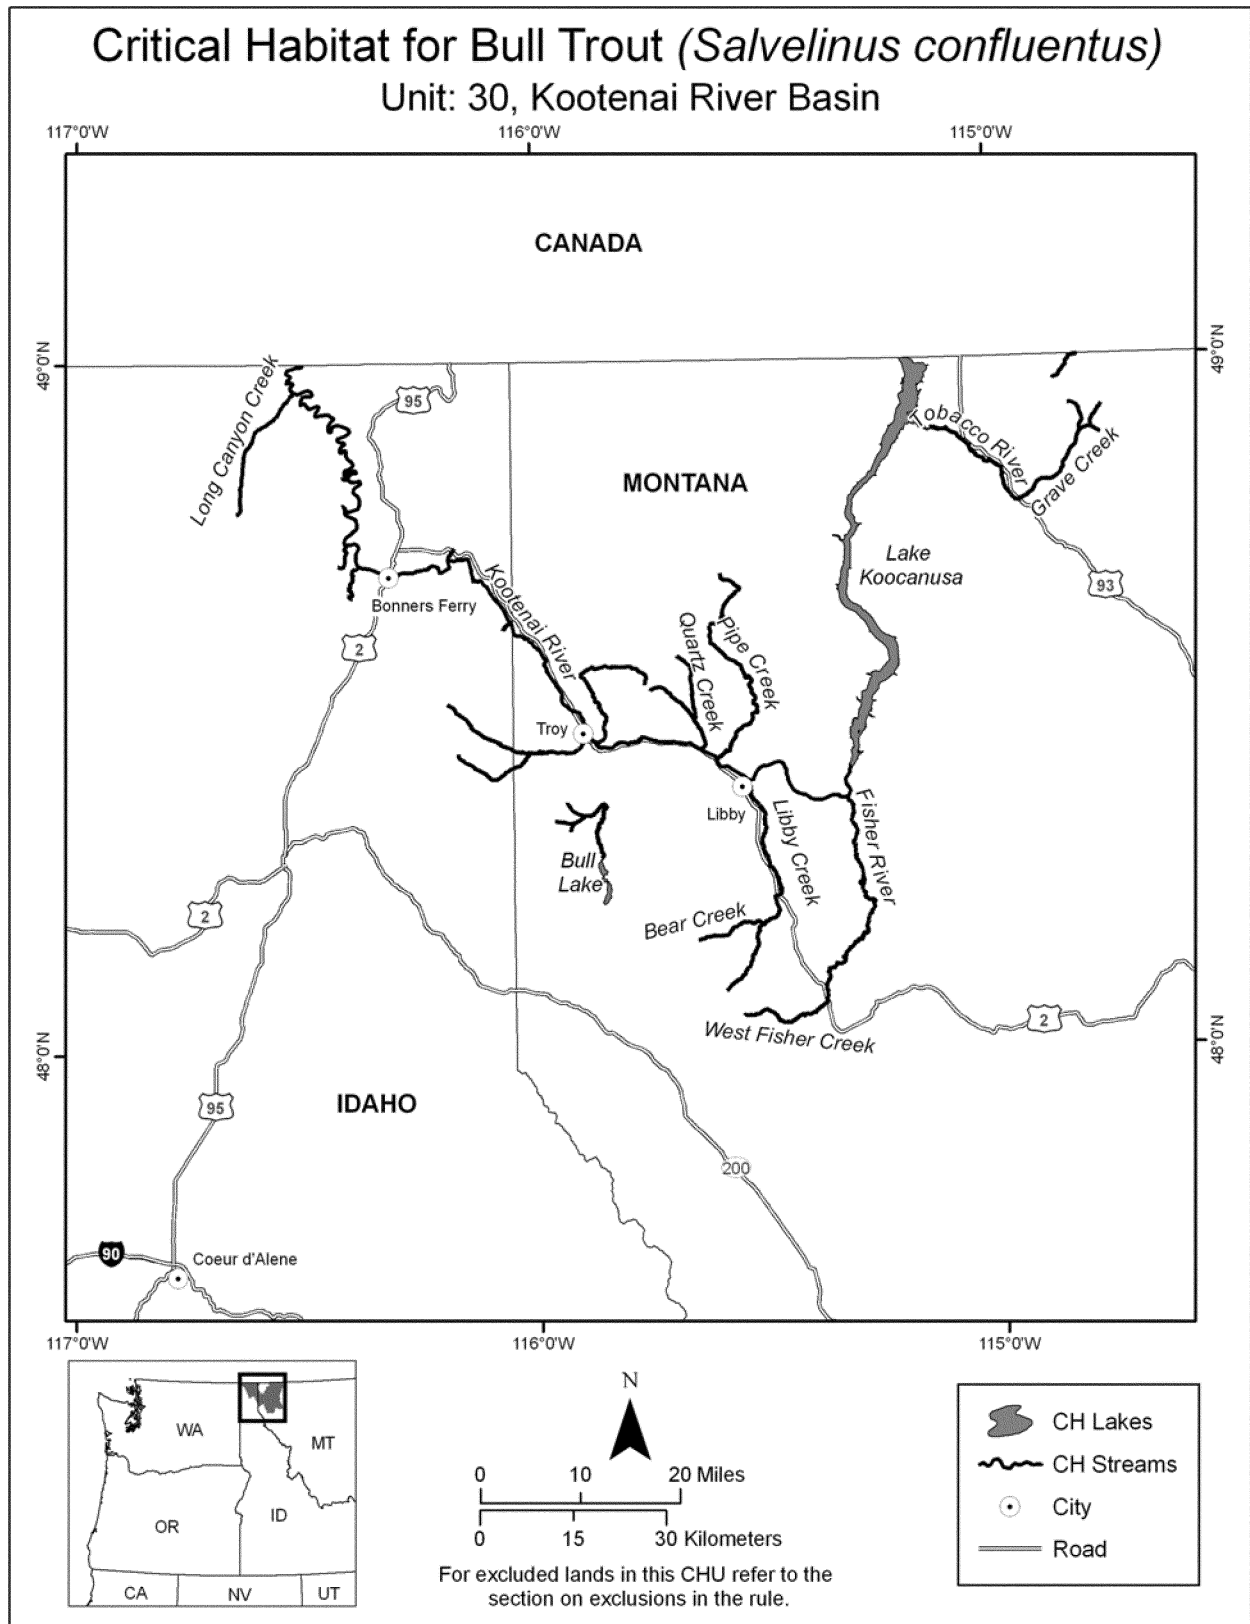 Critical Habitat for Bull Trout (Salvelinus confluentus)
Unit: 30, Kootenai River Basin
117°0'W
116°0'W
115°0'W
CANADA
49°0'N
49°0'N
Long Canyon Creek
95
MONTANA
Tobacco River
Grave Creek
Lake
Koocanusa
93
Kootenai River
Bonners Ferry
2
Quartz Creek
Pipe Creek
Troy
Libby
Libby Creek
Fisher River
Bull
Lake
2
Bear Creek
West Fisher Creek
2
48°0'N
48°0'N
95
IDAHO
200
90
Coeur d'Alene
117°0'W
116°0'W
115°0'W
WA
MT
OR
ID
CA
NV
UT
N
0
10
20 Miles
0
15
30 Kilometers
For excluded lands in this CHU refer to the
section on exclusions in the rule.
CH Lakes
CH Streams
City
Road